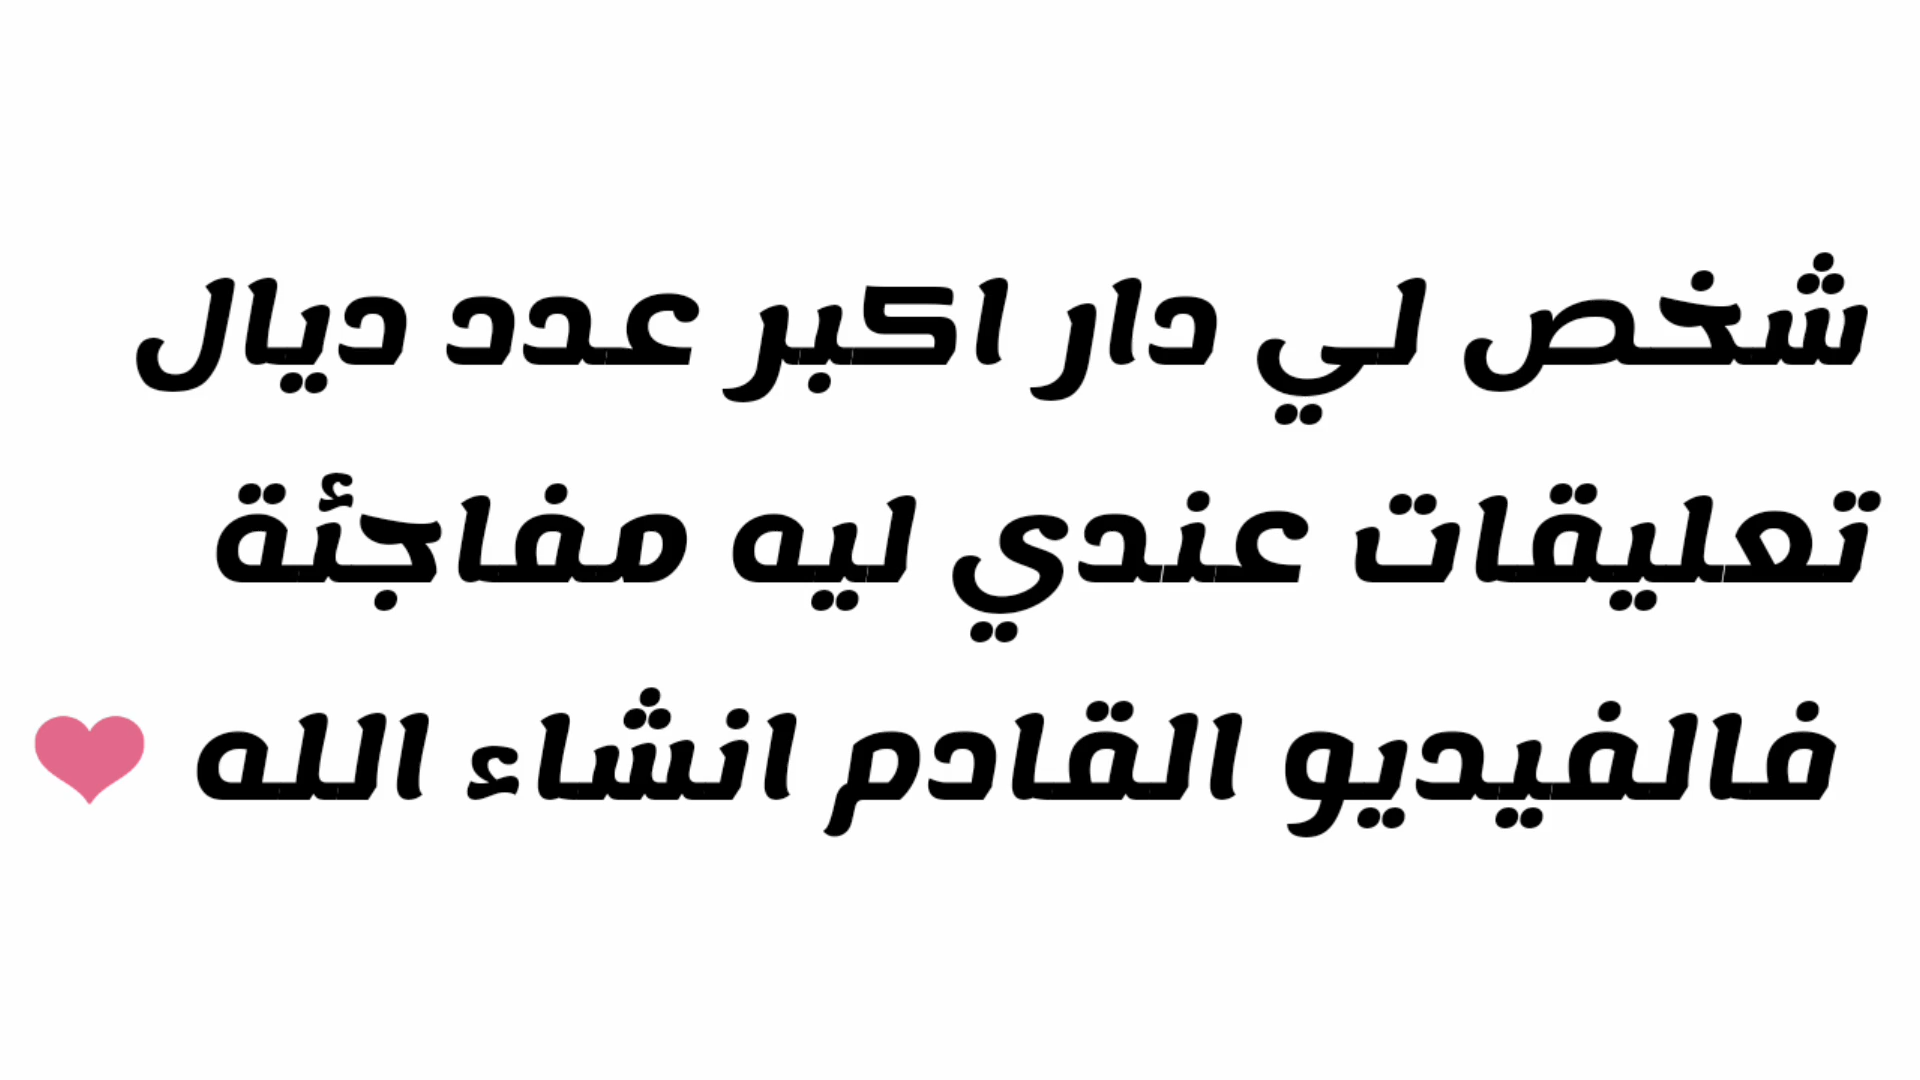 شخص لي دار اكبر عدد ديال
تعليقات عندي ليه مفاجئة
فالفيديو القادم انشاء الله ❤